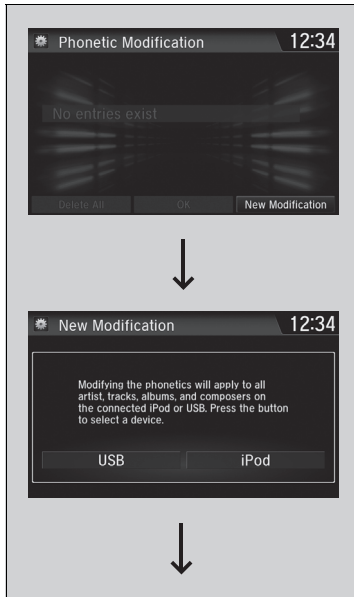 Phonetic Modification 12:34
No entries exist
Delete All OK New Modification
New Modification 12:34
Modifying the phonetics will apply to all
artist, tracks, albums, and composers on
the connected iPod or USB. Press the button
to select a device.
USB iPod